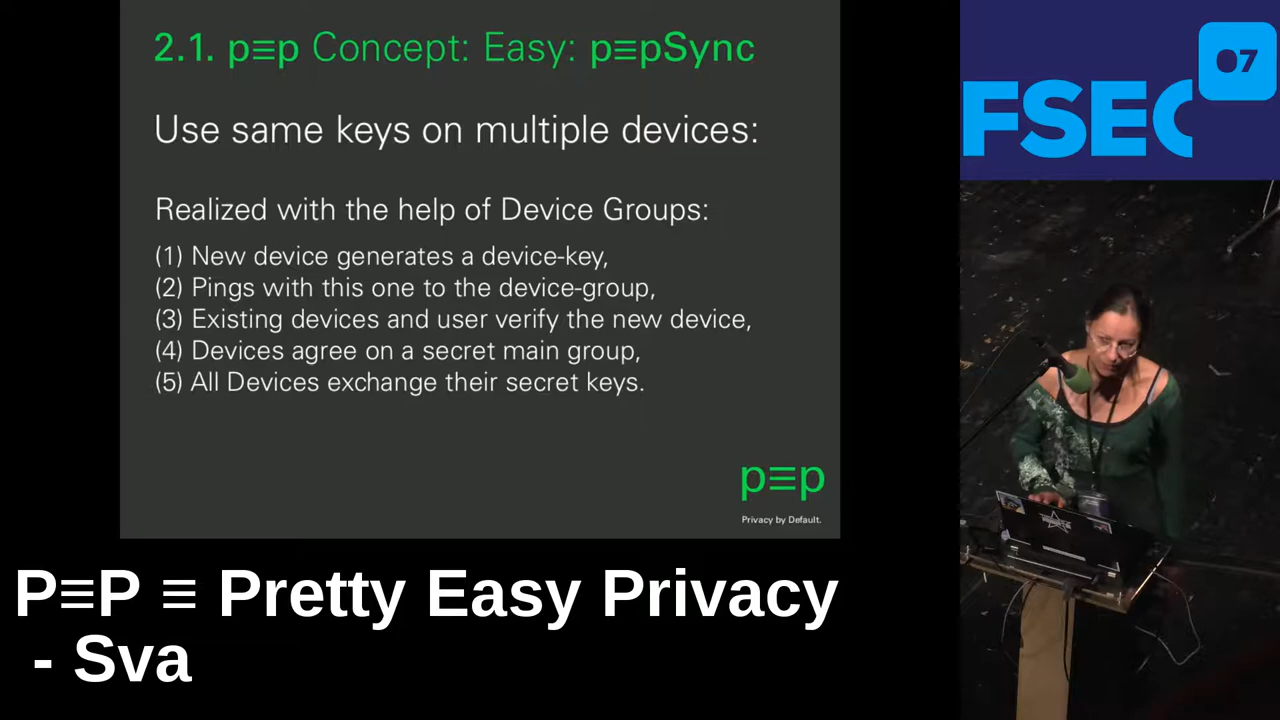 2.1. p≡p Concept: Easy: p≡pSync
Use same keys on multiple devices:
Realized with the help of Device Groups:
(1) New device generates a device-key,
(2) Pings with this one to the device-group,
(3) Existing devices and user verify the new device,
(4) Devices agree on a secret main group,
(5) All Devices exchange their secret keys.
p≡p
Privacy by Default.
FSEC 07
P≡P ≡ Pretty Easy Privacy
- Sva